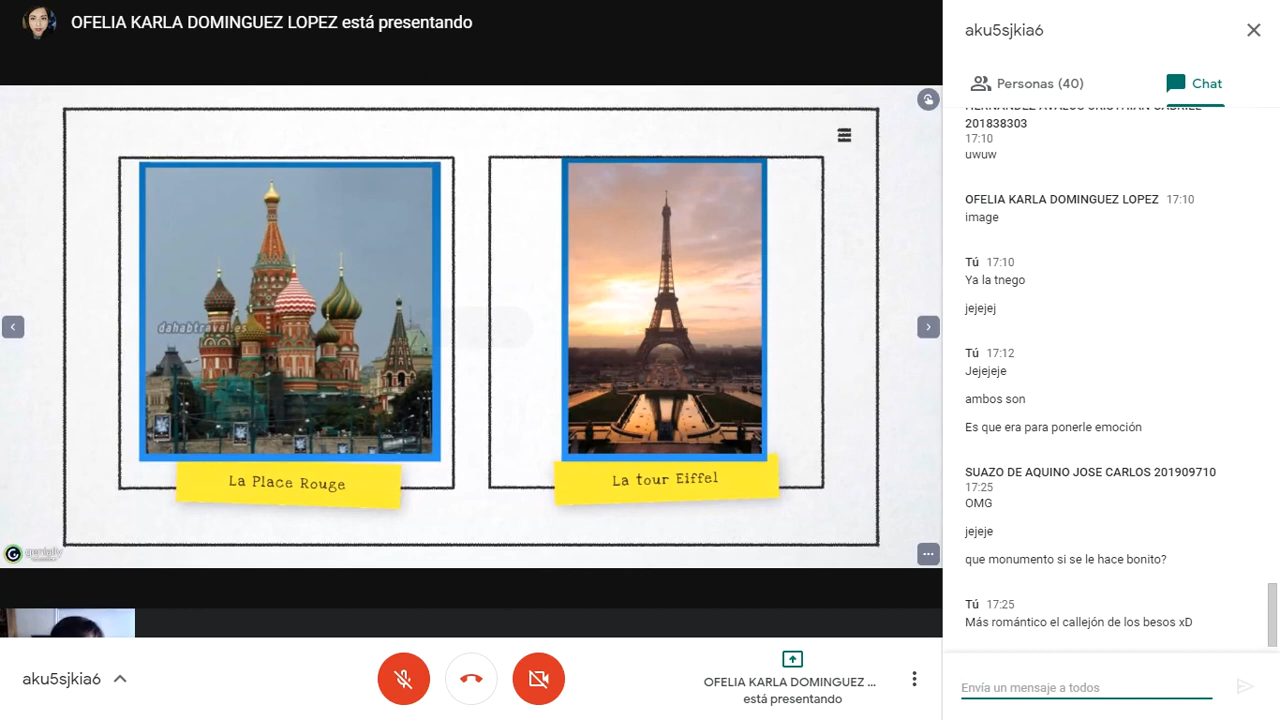 OFELIA KARLA DOMINGUEZ LOPEZ está presentando
dahabtravel.es
La Place Rouge
La tour Eiffel
genially
aku5sjkia6
OFELIA KARLA DOMINGUEZ ...
está presentando
aku5sjkia6
Personas (40)
Chat
201838303
17:10
uwuw
OFELIA KARLA DOMINGUEZ LOPEZ 17:10
image
Tú 17:10
Ya la tnego
jejejej
Tú 17:12
Jejejeje
ambos son
Es que era para ponerle emoción
SUAZO DE AQUINO JOSE CARLOS 201909710
17:25
OMG
jejeje
que monumento si se le hace bonito?
Tú 17:25
Más romántico el callejón de los besos xD
Envía un mensaje a todos